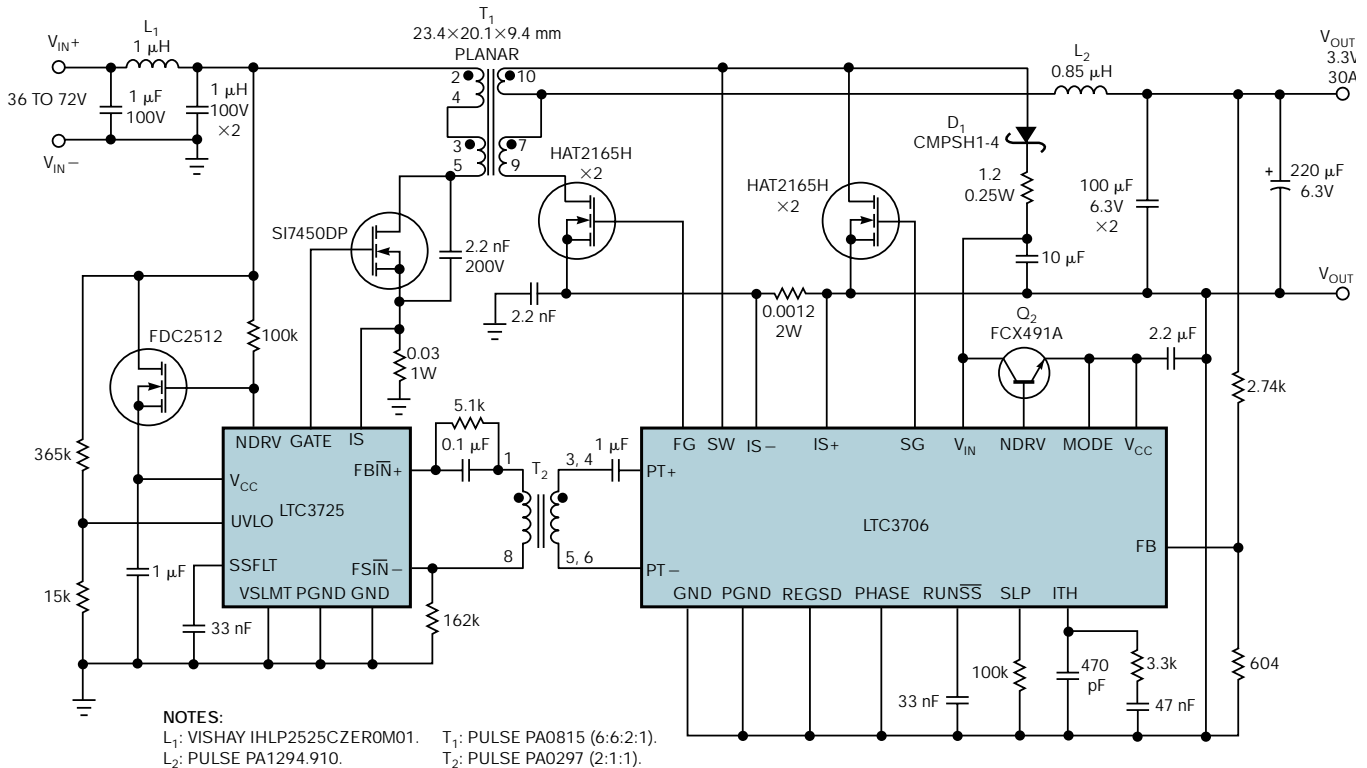 T1
23.4×20.1×9.4 mm
PLANAR
VIN+
L1
1 µH
36 TO 72V
1 µF
100V
1 µH
100V
×2
VIN−
2
4
3
5
10
7
9
HAT2165H
×2
SI7450DP
2.2 nF
200V
HAT2165H
×2
L2
0.85 µH
VOUT
3.3V
30A
D1
CMPSH1-4
1.2
0.25W
10 µF
100 µF
6.3V
×2
+
220 µF
6.3V
VOUT
2.2 nF
0.0012
2W
Q2
FCX491A
2.2 µF
FDC2512
100k
0.03
1W
2.74k
365k
5.1k
0.1 µF
1
T2
3, 4
1 µF
8
5, 6
NDRV GATE IS
FBIN+
VCC
LTC3725
UVLO
SSFLT
FSIN−
VSLMT PGND GND
FG SW IS− IS+ SG VIN NDRV MODE VCC
PT+
LTC3706
FB
PT−
GND PGND REGSD PHASE RUNSS SLP ITH
15k
1 µF
33 nF
162k
33 nF
100k
470
pF
3.3k
47 nF
604
NOTES:
L1: VISHAY IHLP2525CZER0M01. T1: PULSE PA0815 (6:6:2:1).
L2: PULSE PA1294.910. T2: PULSE PA0297 (2:1:1).